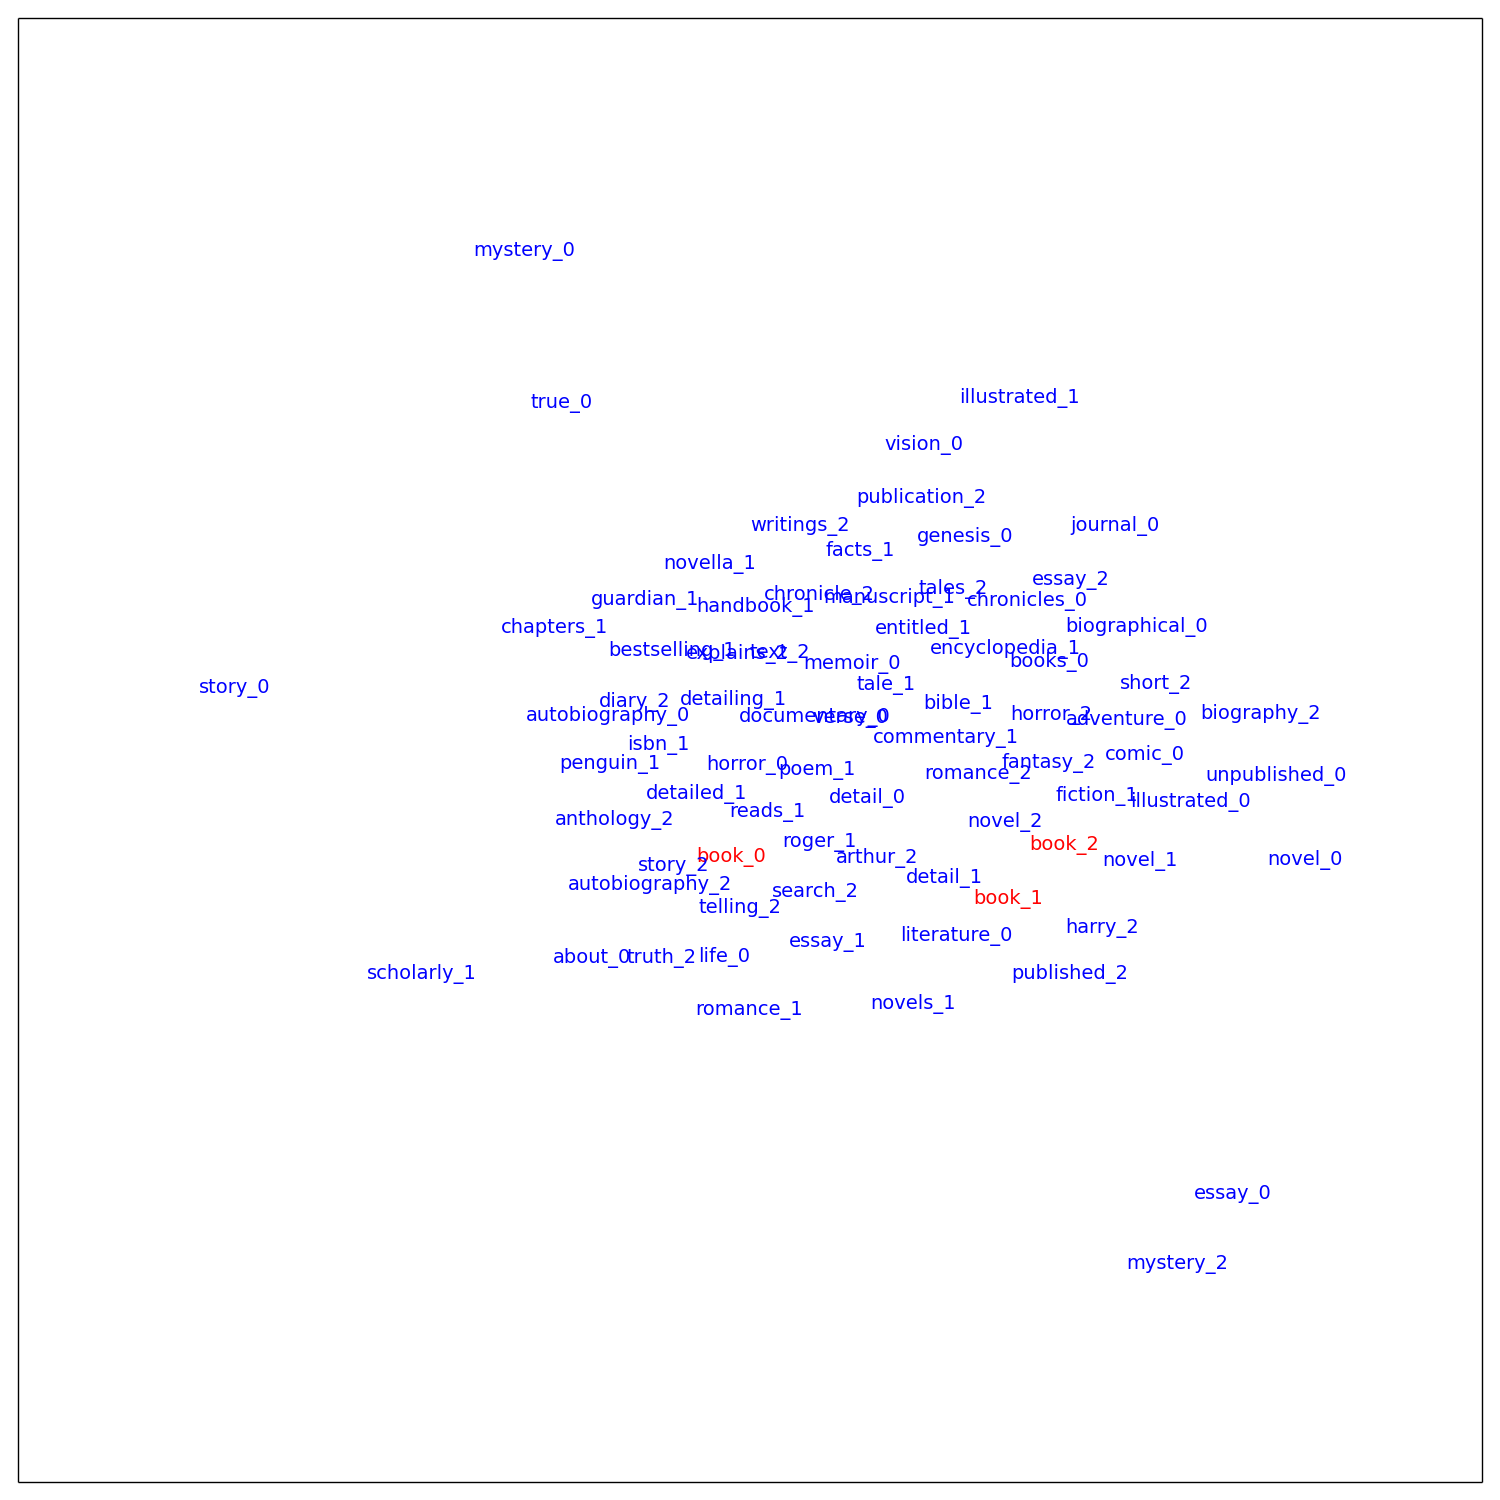 mystery_0
true_0
illustrated_1
vision_0
publication_2
writings_2
journal_0
genesis_0
facts_1
novella_1
essay_2
tales_2
chronicle_2
manuscript_1
guardian_1
chronicles_0
handbook_1
chapters_1
entitled_1
biographical_0
bestselling_1
explains_2
text_2
encyclopedia_1
memoir_0
books_0
story_0
tale_1
short_2
diary_2
detailing_1
bible_1
autobiography_0
documentary_0
verse_0
horror_2
adventure_0
biography_2
isbn_1
commentary_1
comic_0
penguin_1
horror_0
poem_1
fantasy_2
romance_2
unpublished_0
detailed_1
detail_0
fiction_1
illustrated_0
reads_1
anthology_2
novel_2
roger_1
book_2
story_2
book_0
arthur_2
novel_1
novel_0
autobiography_2
search_2
detail_1
book_1
telling_2
harry_2
essay_1
literature_0
about_0
truth_2
life_0
scholarly_1
published_2
romance_1
novels_1
essay_0
mystery_2